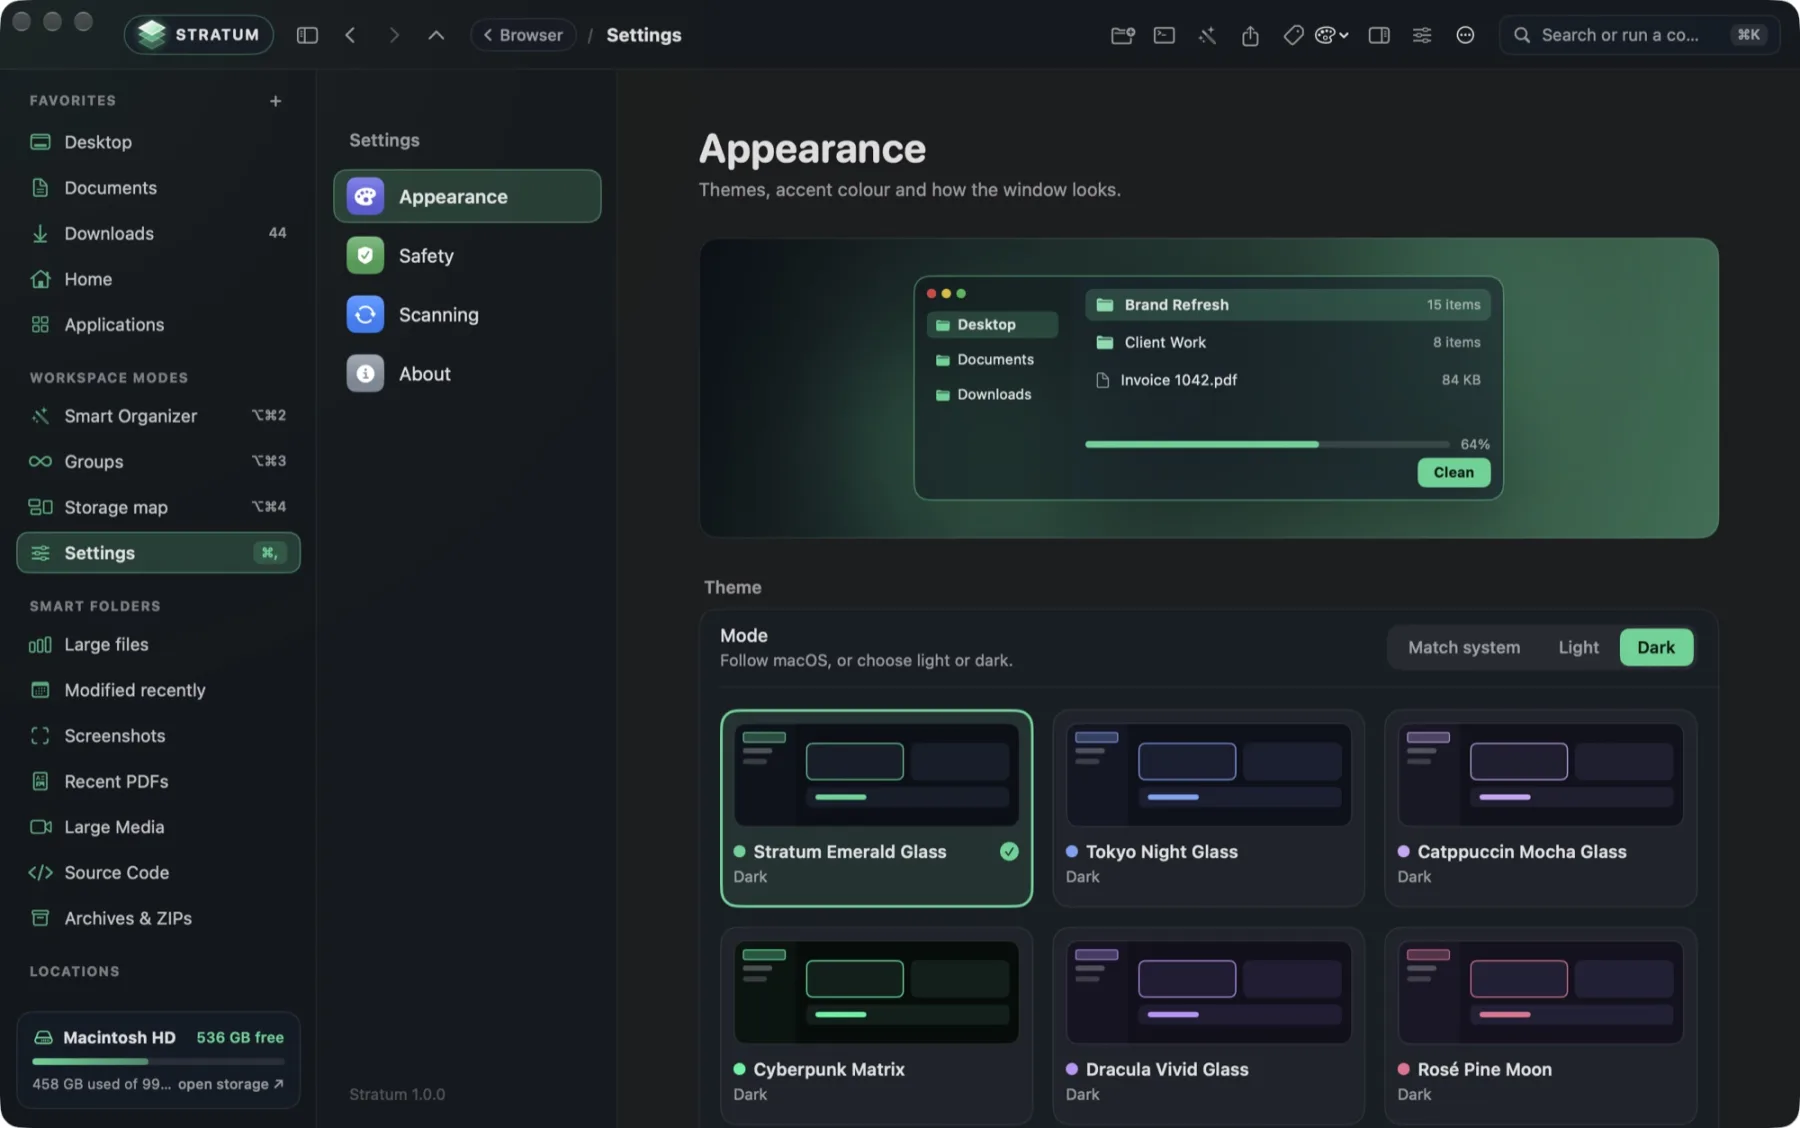 STRATUM
Browser / Settings
Search or run a co... ⌘K
FAVORITES +
Desktop
Documents
Downloads 44
Home
Applications
WORKSPACE MODES
Smart Organizer ⌥⌘2
Groups ⌥⌘3
Storage map ⌥⌘4
Settings ⌘,
SMART FOLDERS
Large files
Modified recently
Screenshots
Recent PDFs
Large Media
Source Code
Archives & ZIPs
LOCATIONS
Macintosh HD 536 GB free
458 GB used of 99... open storage ↗
Settings
Appearance
Safety
Scanning
About
Stratum 1.0.0
Appearance
Themes, accent colour and how the window looks.
Desktop
Documents
Downloads
Brand Refresh 15 items
Client Work 8 items
Invoice 1042.pdf 84 KB
64%
Clean
Theme
Mode
Follow macOS, or choose light or dark.
Match system Light Dark
Stratum Emerald Glass
Dark
Tokyo Night Glass
Dark
Catppuccin Mocha Glass
Dark
Cyberpunk Matrix
Dark
Dracula Vivid Glass
Dark
Rosé Pine Moon
Dark